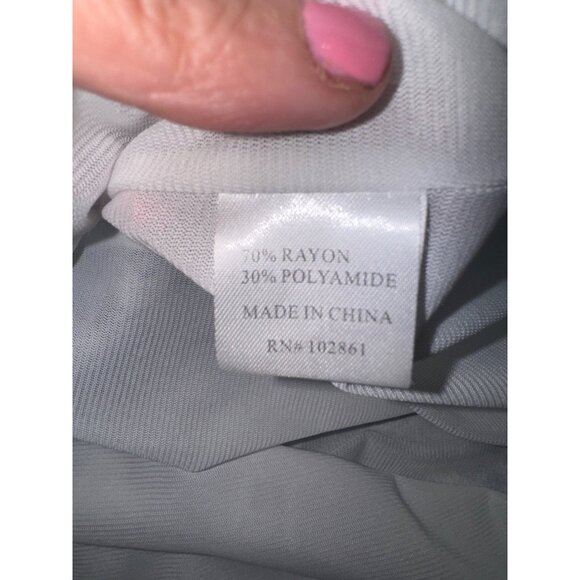 70% RAYON
30% POLYAMIDE
MADE IN CHINA
RN# 102861